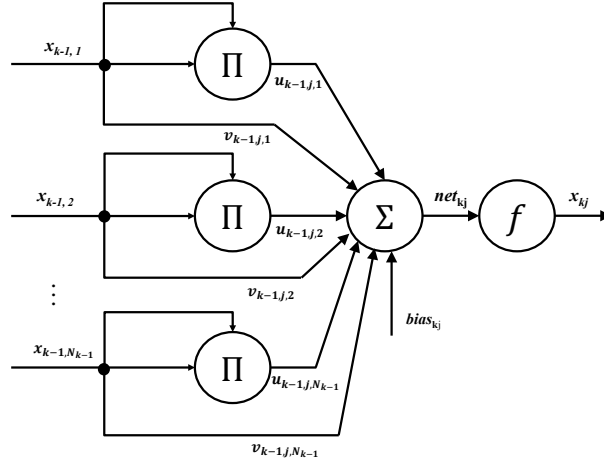 x_{k-1, 1}
∏
u_{k−1,j,1}
v_{k−1,j,1}
x_{k-1, 2}
∏
u_{k−1,j,2}
Σ
net_{kj}
f
x_{kj}
v_{k−1,j,2}
⋮
bias_{kj}
x_{k−1,N_{k−1}}
∏
u_{k−1,j,N_{k−1}}
v_{k−1,j,N_{k−1}}